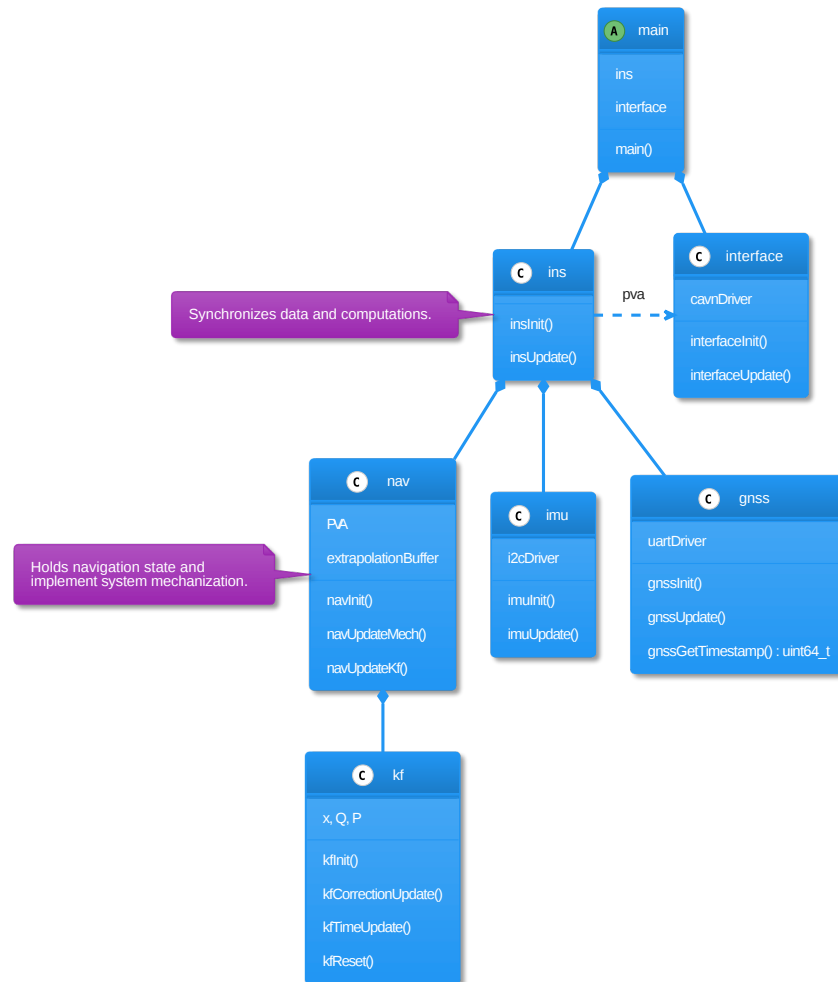 A main
ins
interface
main()
C ins
insInit()
insUpdate()
C interface
cavnDriver
interfaceInit()
interfaceUpdate()
pva
Synchronizes data and computations.
C nav
PVA
extrapolationBuffer
navInit()
navUpdateMech()
navUpdateKf()
C imu
i2cDriver
imuInit()
imuUpdate()
C gnss
uartDriver
gnssInit()
gnssUpdate()
gnssGetTimestamp() : uint64_t
Holds navigation state and
implement system mechanization.
C kf
x, Q, P
kfInit()
kfCorrectionUpdate()
kfTimeUpdate()
kfReset()